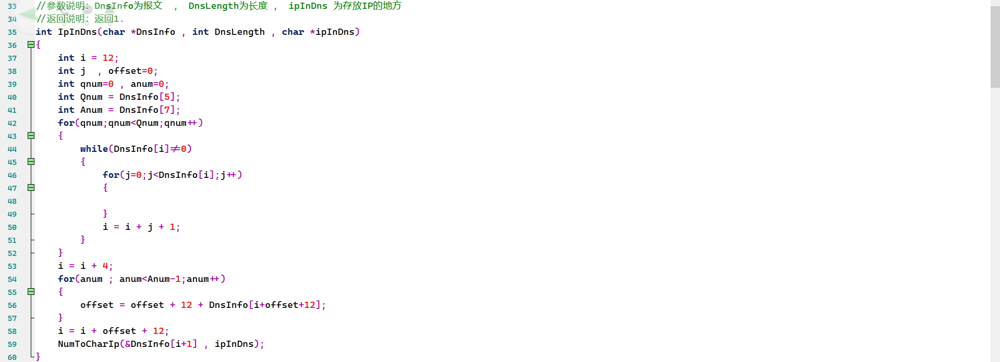 33 //参数说明：DnsInfo为报文 , DnsLength为长度 , ipInDns 为存放IP的地方
34 //返回说明：返回1.
35 int IpInDns(char *DnsInfo , int DnsLength , char *ipInDns)
36 {
37 int i = 12;
38 int j , offset=0;
39 int qnum=0 , anum=0;
40 int Qnum = DnsInfo[5];
41 int Anum = DnsInfo[7];
42 for(qnum;qnum<Qnum;qnum++)
43 {
44 while(DnsInfo[i]!=0)
45 {
46 for(j=0;j<DnsInfo[i];j++)
47 {
48
49 }
50 i = i + j + 1;
51 }
52 }
53 i = i + 4;
54 for(anum ; anum<Anum-1;anum++)
55 {
56 offset = offset + 12 + DnsInfo[i+offset+12];
57 }
58 i = i + offset + 12;
59 NumToCharIp(&DnsInfo[i+1] , ipInDns);
60 }